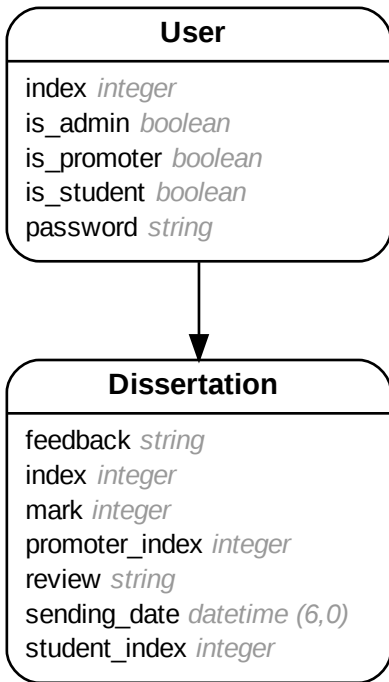 User
index integer
is_admin boolean
is_promoter boolean
is_student boolean
password string
Dissertation
feedback string
index integer
mark integer
promoter_index integer
review string
sending_date datetime (6,0)
student_index integer